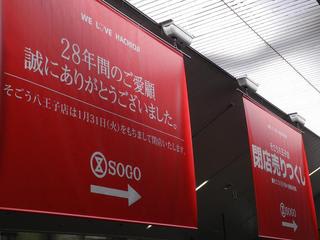 WE LOVE HACHIOJI
28年間のご愛顧
誠にありがとうございました。
そごう八王子店は1月31日(火)をもちまして閉店いたします。
SOGO
閉店売りつくし
SOGO